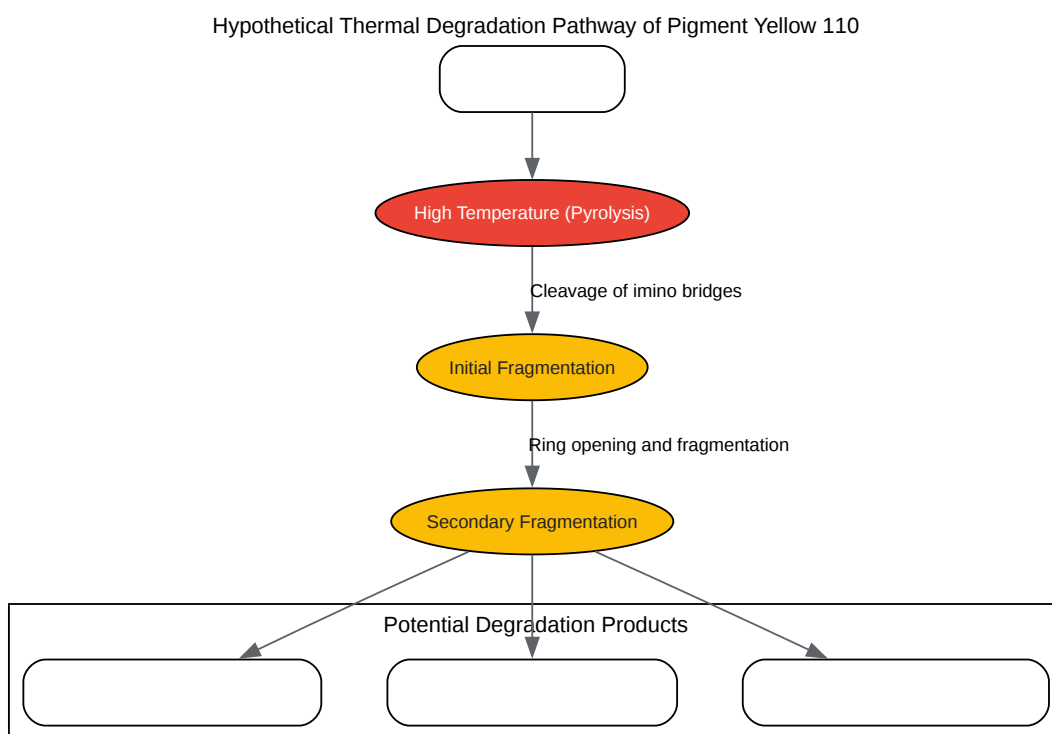 Hypothetical Thermal Degradation Pathway of Pigment Yellow 110
High Temperature (Pyrolysis)
Cleavage of imino bridges
Initial Fragmentation
Ring opening and fragmentation
Secondary Fragmentation
Potential Degradation Products